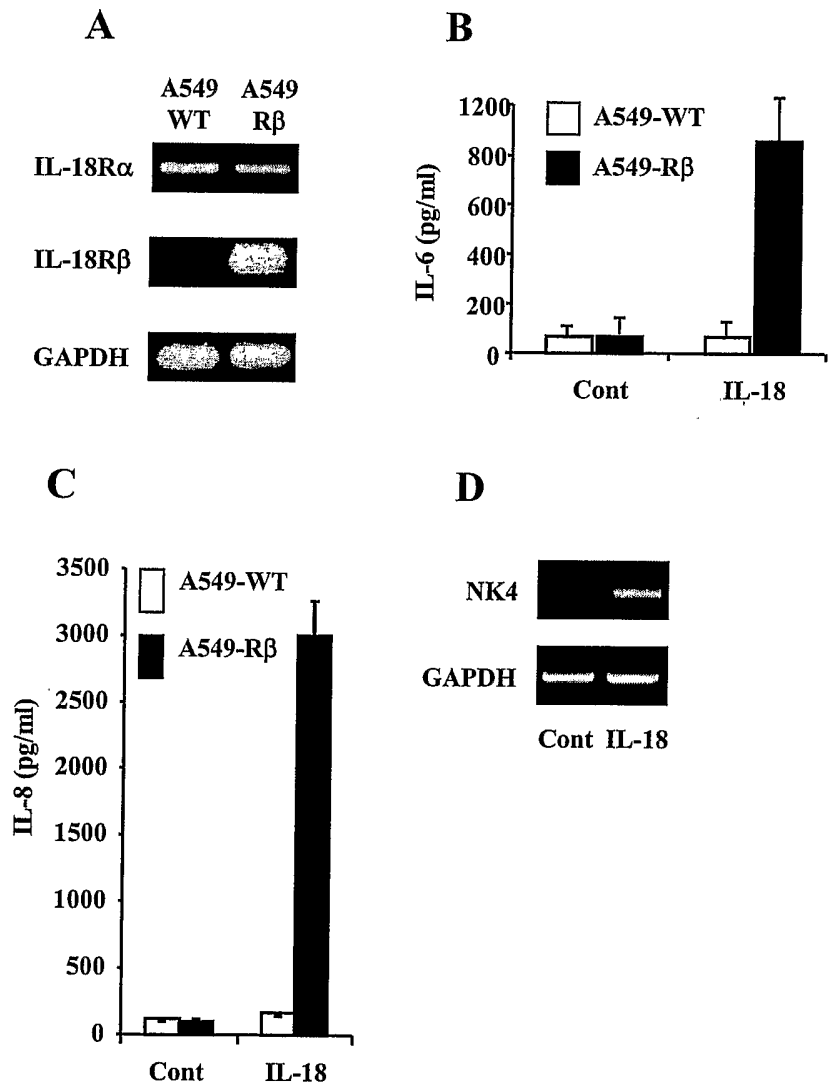 A
A549 WT
A549 Rβ
IL-18Rα
IL-18Rβ
GAPDH
B
IL-6 (pg/ml)
1200
800
600
400
200
0
A549-WT
A549-Rβ
Cont
IL-18
C
IL-8 (pg/ml)
3500
3000
2500
2000
1500
1000
500
0
A549-WT
A549-Rβ
Cont
IL-18
D
NK4
GAPDH
Cont IL-18